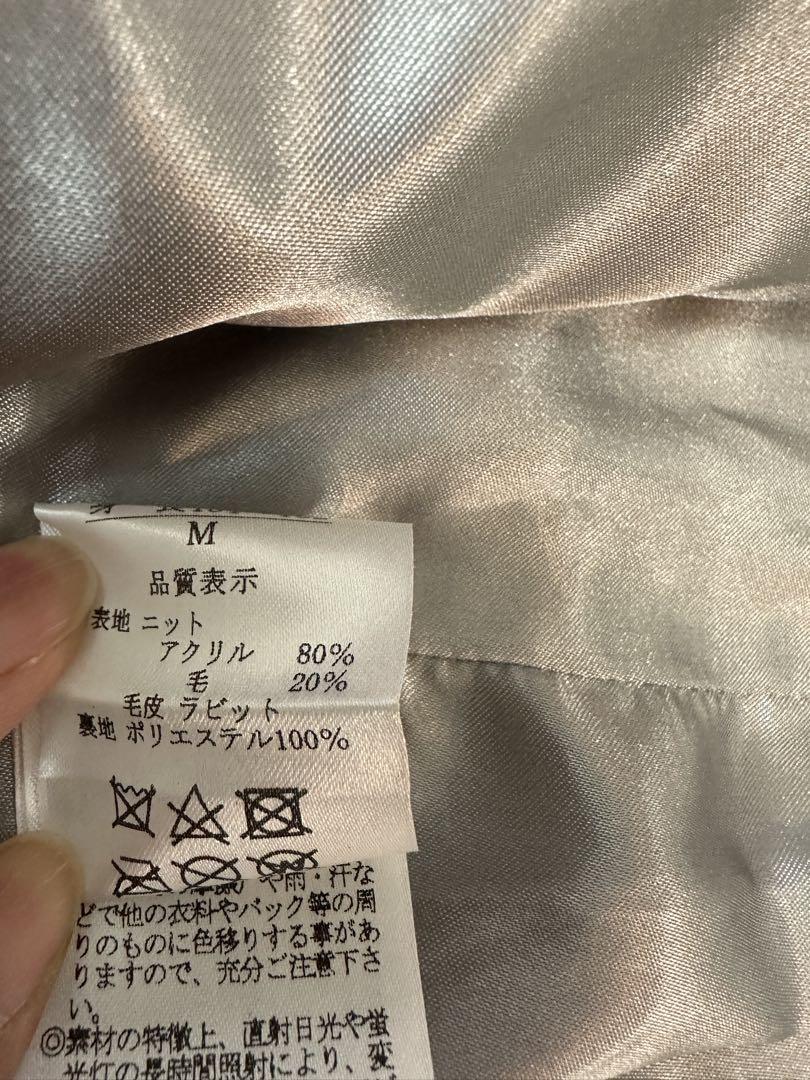 M
品質表示
表地 ニット
アクリル 80%
毛 20%
毛皮 ラビット
裏地 ポリエステル100%
や雨・汗な
どで他の衣料やバック等の周
りのものに色移りする事があ
りますので、充分ご注意下さ
い。
◎素材の特徴上、直射日光や蛍
光灯の長時間照射により、変